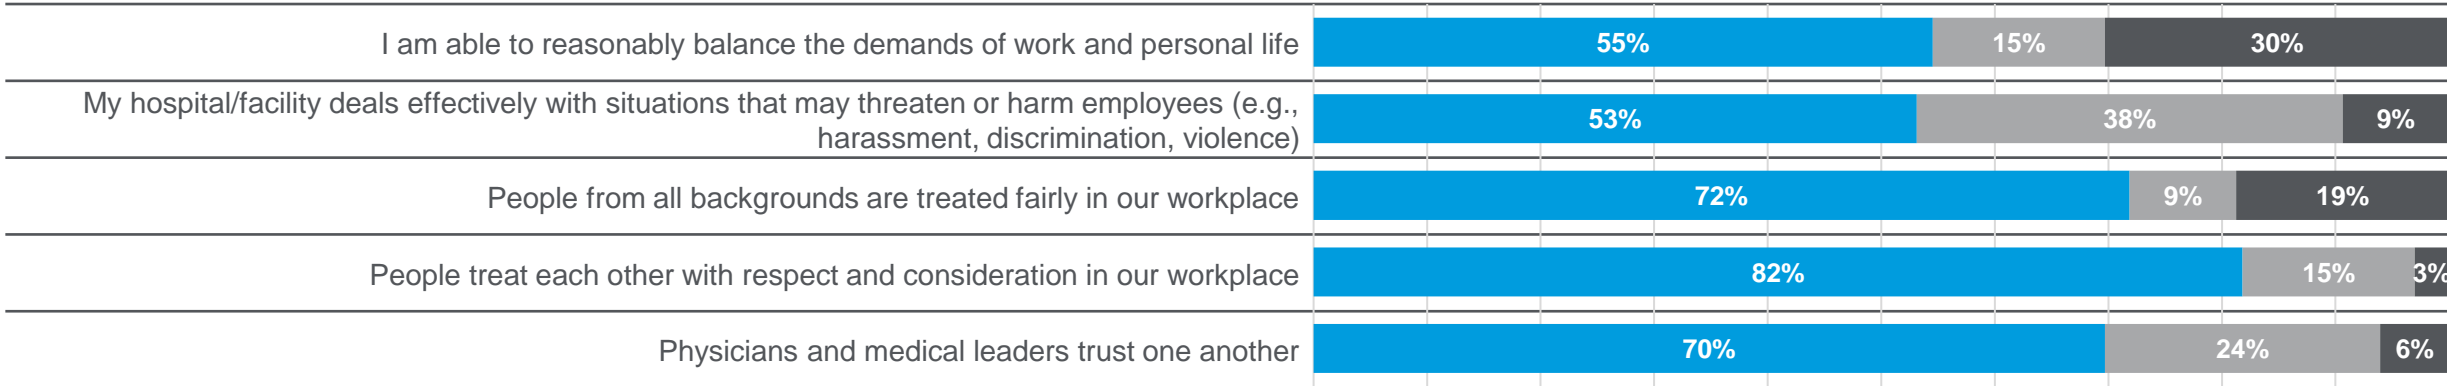 I am able to reasonably balance the demands of work and personal life 55% 15% 30%
My hospital/facility deals effectively with situations that may threaten or harm employees (e.g.,
harassment, discrimination, violence) 53% 38% 9%
People from all backgrounds are treated fairly in our workplace 72% 9% 19%
People treat each other with respect and consideration in our workplace 82% 15% 3%
Physicians and medical leaders trust one another 70% 24% 6%